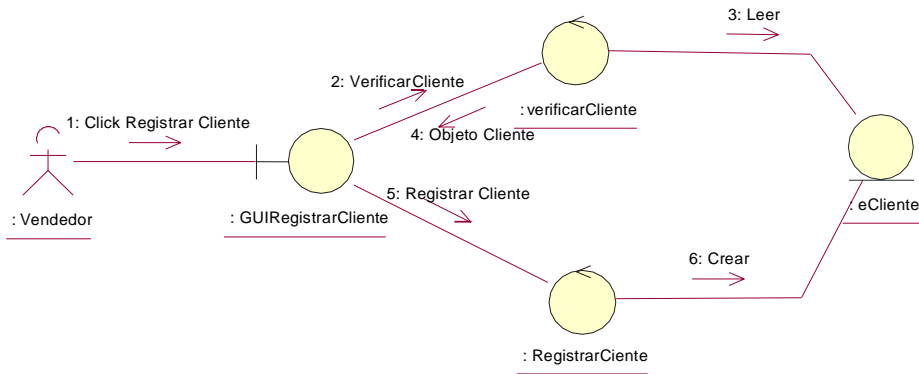 3: Leer
2: VerificarCliente
: verificarCliente
1: Click Registrar Cliente
4: Objeto Cliente
5: Registrar Cliente
: eCliente
: Vendedor
: GUIRegistrarCliente
6: Crear
: RegistrarCiente